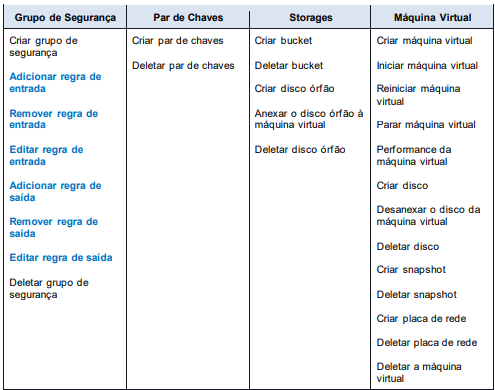 Grupo de Segurança
Criar grupo de
segurança
Adicionar regra de
entrada
Remover regra de
entrada
Editar regra de
entrada
Adicionar regra de
saída
Remover regra de
saída
Editar regra de saída
Deletar grupo de
segurança
Par de Chaves
Criar par de chaves
Deletar par de chaves
Storages
Criar bucket
Deletar bucket
Criar disco órfão
Anexar o disco órfão à
máquina virtual
Deletar disco órfão
Máquina Virtual
Criar máquina virtual
Iniciar máquina virtual
Reiniciar máquina
virtual
Parar máquina virtual
Performance da
máquina virtual
Criar disco
Desanexar o disco da
máquina virtual
Deletar disco
Criar snapshot
Deletar snapshot
Criar placa de rede
Deletar placa de rede
Deletar a máquina
virtual